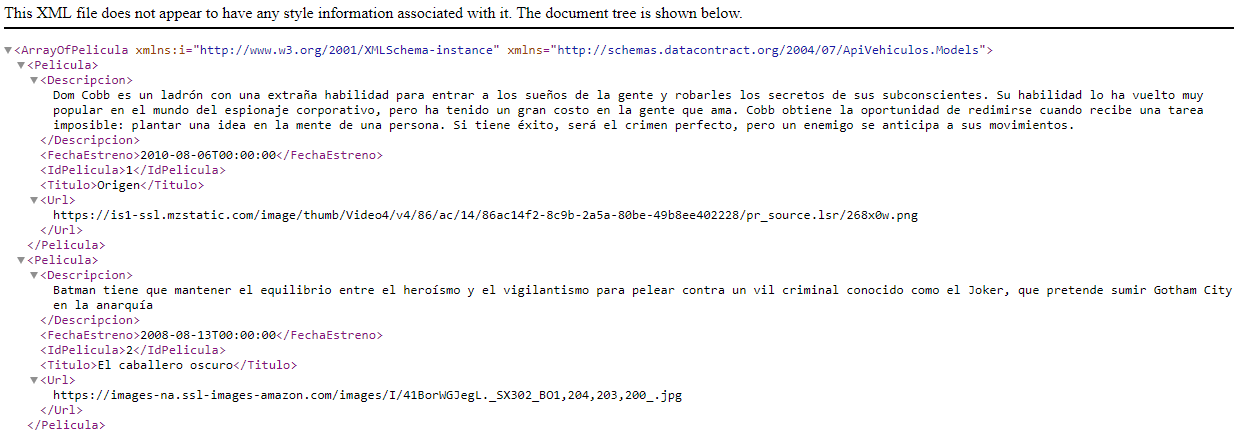 This XML file does not appear to have any style information associated with it. The document tree is shown below.
▼<ArrayOfPelicula xmlns:i="http://www.w3.org/2001/XMLSchema-instance" xmlns="http://schemas.datacontract.org/2004/07/ApiVehiculos.Models">
▼<Pelicula>
▼<Descripcion>
Dom Cobb es un ladrón con una extraña habilidad para entrar a los sueños de la gente y robarles los secretos de sus subconscientes. Su habilidad lo ha vuelto muy
popular en el mundo del espionaje corporativo, pero ha tenido un gran costo en la gente que ama. Cobb obtiene la oportunidad de redimirse cuando recibe una tarea
imposible: plantar una idea en la mente de una persona. Si tiene éxito, será el crimen perfecto, pero un enemigo se anticipa a sus movimientos.
</Descripcion>
<FechaEstreno>2010-08-06T00:00:00</FechaEstreno>
<IdPelicula>1</IdPelicula>
<Titulo>Origen</Titulo>
▼<Url>
https://is1-ssl.mzstatic.com/image/thumb/Video4/v4/86/ac/14/86ac14f2-8c9b-2a5a-80be-49b8ee402228/pr_source.lsr/268x0w.png
</Url>
</Pelicula>
▼<Pelicula>
▼<Descripcion>
Batman tiene que mantener el equilibrio entre el heroísmo y el vigilantismo para pelear contra un vil criminal conocido como el Joker, que pretende sumir Gotham City
en la anarquía
</Descripcion>
<FechaEstreno>2008-08-13T00:00:00</FechaEstreno>
<IdPelicula>2</IdPelicula>
<Titulo>El caballero oscuro</Titulo>
▼<Url>
https://images-na.ssl-images-amazon.com/images/I/41BorWGJegL._SX302_BO1,204,203,200_.jpg
</Url>
</Pelicula>